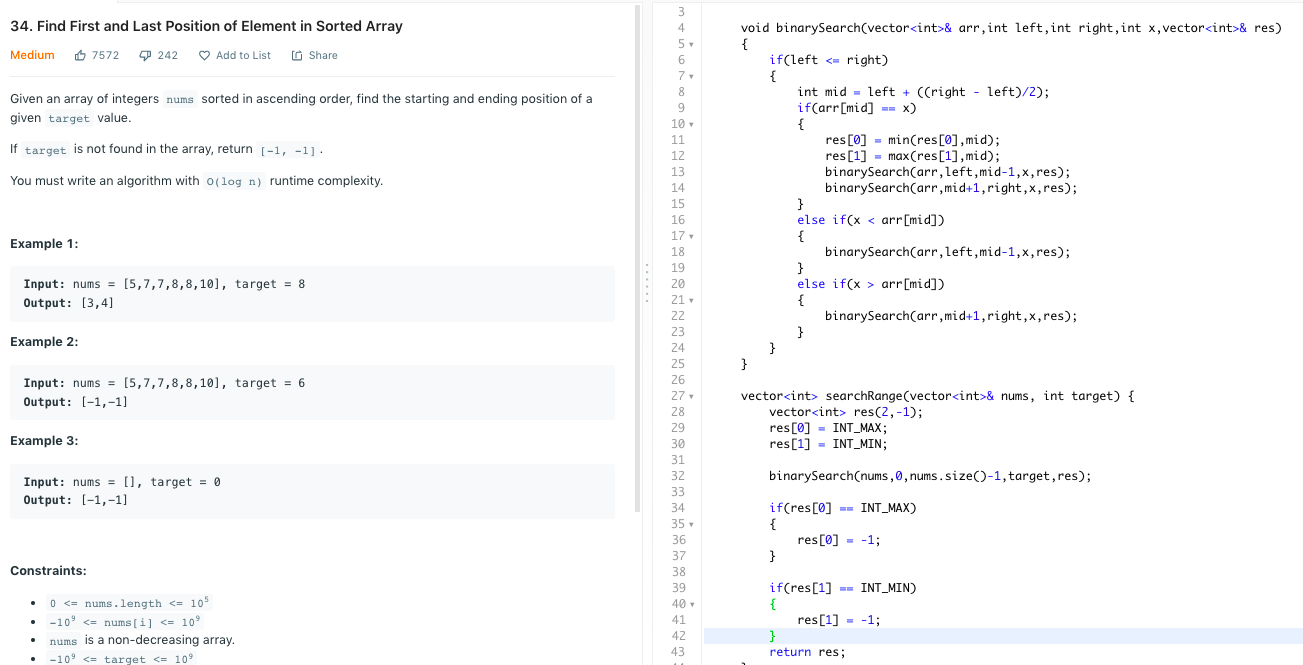 34. Find First and Last Position of Element in Sorted Array
Medium 7572 242 Add to List Share
Given an array of integers nums sorted in ascending order, find the starting and ending position of a
given target value.
If target is not found in the array, return [-1, -1].
You must write an algorithm with O(log n) runtime complexity.
Example 1:
Input: nums = [5,7,7,8,8,10], target = 8
Output: [3,4]
Example 2:
Input: nums = [5,7,7,8,8,10], target = 6
Output: [-1,-1]
Example 3:
Input: nums = [], target = 0
Output: [-1,-1]
Constraints:
• 0 <= nums.length <= 10⁵
• -10⁹ <= nums[i] <= 10⁹
• nums is a non-decreasing array.
• -10⁹ <= target <= 10⁹
3
4 void binarySearch(vector<int>& arr,int left,int right,int x,vector<int>& res)
5 {
6 if(left <= right)
7 {
8 int mid = left + ((right - left)/2);
9 if(arr[mid] == x)
10 {
11 res[0] = min(res[0],mid);
12 res[1] = max(res[1],mid);
13 binarySearch(arr,left,mid-1,x,res);
14 binarySearch(arr,mid+1,right,x,res);
15 }
16 else if(x < arr[mid])
17 {
18 binarySearch(arr,left,mid-1,x,res);
19 }
20 else if(x > arr[mid])
21 {
22 binarySearch(arr,mid+1,right,x,res);
23 }
24 }
25 }
26
27 vector<int> searchRange(vector<int>& nums, int target) {
28 vector<int> res(2,-1);
29 res[0] = INT_MAX;
30 res[1] = INT_MIN;
31
32 binarySearch(nums,0,nums.size()-1,target,res);
33
34 if(res[0] == INT_MAX)
35 {
36 res[0] = -1;
37 }
38
39 if(res[1] == INT_MIN)
40 {
41 res[1] = -1;
42 }
43 return res;